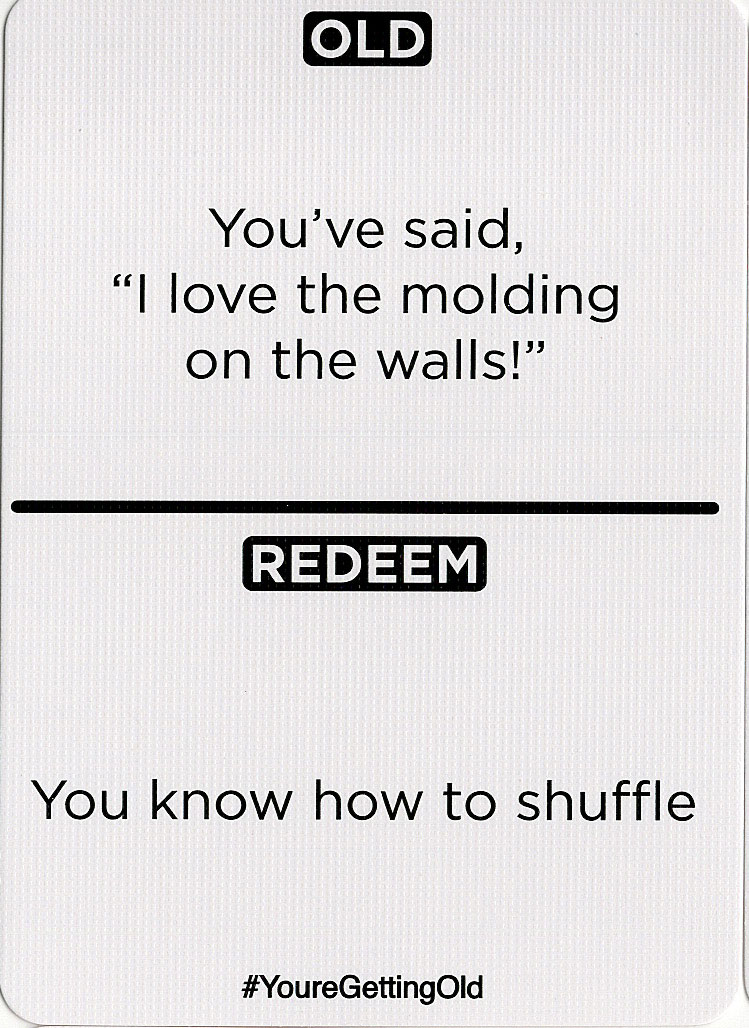 OLD
You’ve said,
“I love the molding
on the walls!”
REDEEM
You know how to shuffle
#YoureGettingOld